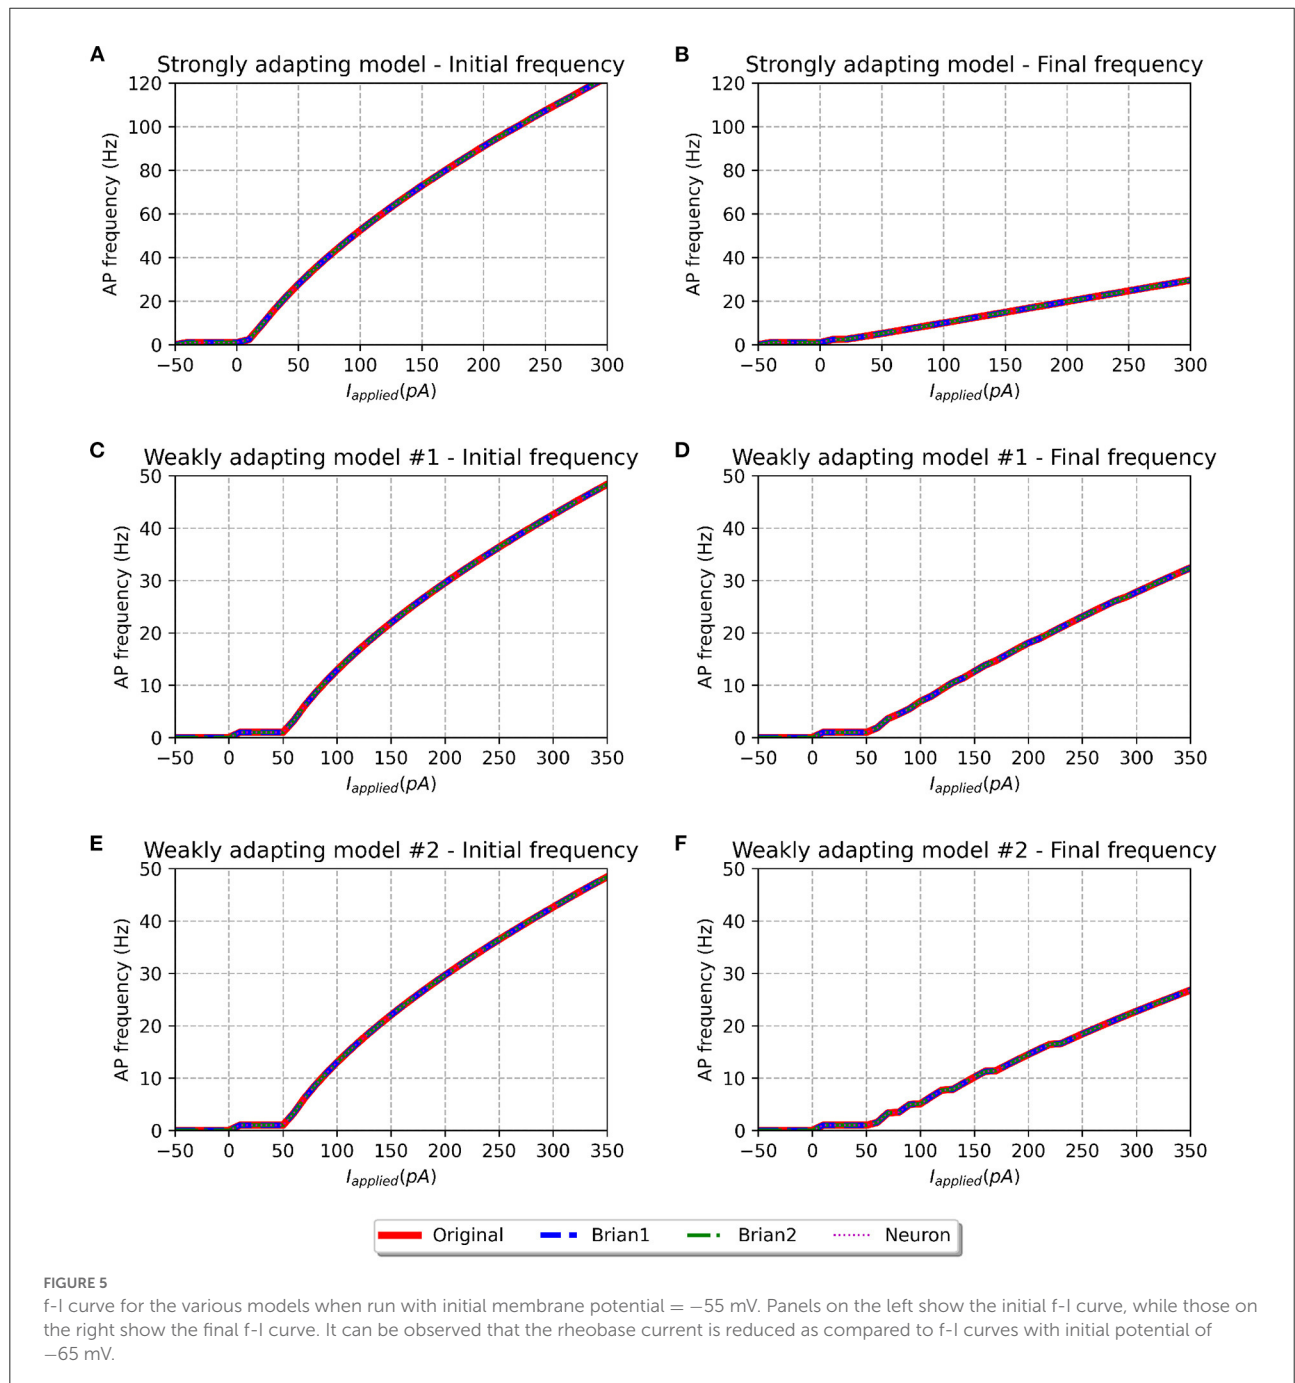 A
Strongly adapting model - Initial frequency
120
100
80
60
40
20
0
AP frequency (Hz)
−50 0 50 100 150 200 250 300
I_applied(pA)
B
Strongly adapting model - Final frequency
120
100
80
60
40
20
0
AP frequency (Hz)
−50 0 50 100 150 200 250 300
I_applied(pA)
C
Weakly adapting model #1 - Initial frequency
50
40
30
20
10
0
AP frequency (Hz)
−50 0 50 100 150 200 250 300 350
I_applied(pA)
D
Weakly adapting model #1 - Final frequency
50
40
30
20
10
0
AP frequency (Hz)
−50 0 50 100 150 200 250 300 350
I_applied(pA)
E
Weakly adapting model #2 - Initial frequency
50
40
30
20
10
0
AP frequency (Hz)
−50 0 50 100 150 200 250 300 350
I_applied(pA)
F
Weakly adapting model #2 - Final frequency
50
40
30
20
10
0
AP frequency (Hz)
−50 0 50 100 150 200 250 300 350
I_applied(pA)
Original Brian1 Brian2 Neuron
FIGURE 5
f-I curve for the various models when run with initial membrane potential = −55 mV. Panels on the left show the initial f-I curve, while those on
the right show the final f-I curve. It can be observed that the rheobase current is reduced as compared to f-I curves with initial potential of
−65 mV.